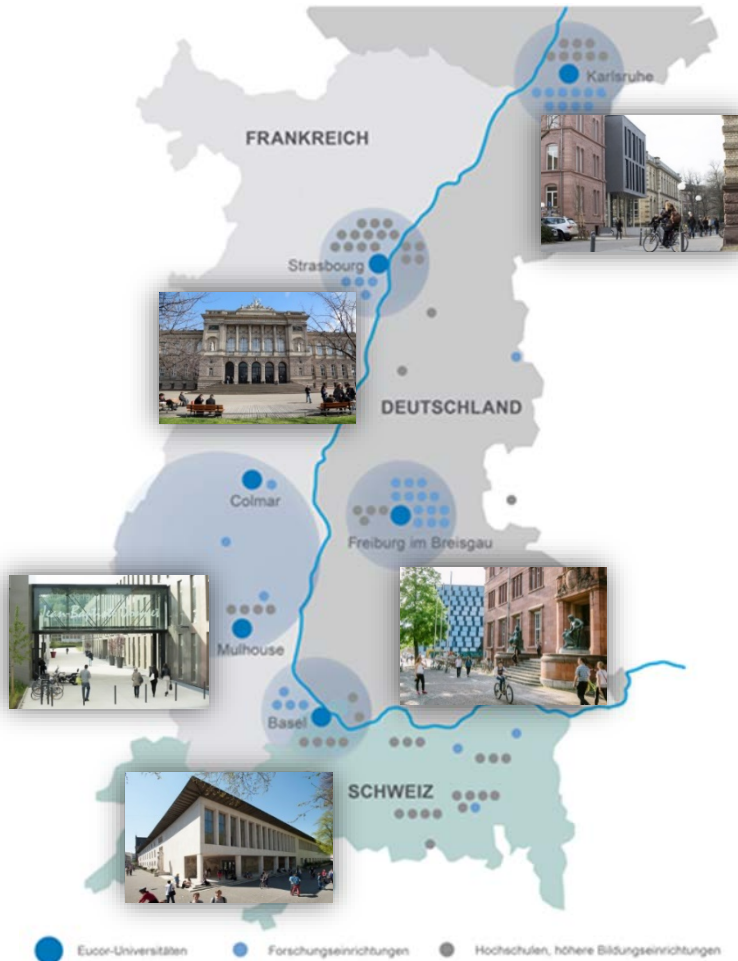 Karlsruhe
FRANKREICH
Strasbourg
DEUTSCHLAND
Colmar
Freiburg im Breisgau
Mulhouse
Basel
SCHWEIZ
Eucor-Universitäten
Forschungseinrichtungen
Hochschulen, höhere Bildungseinrichtungen